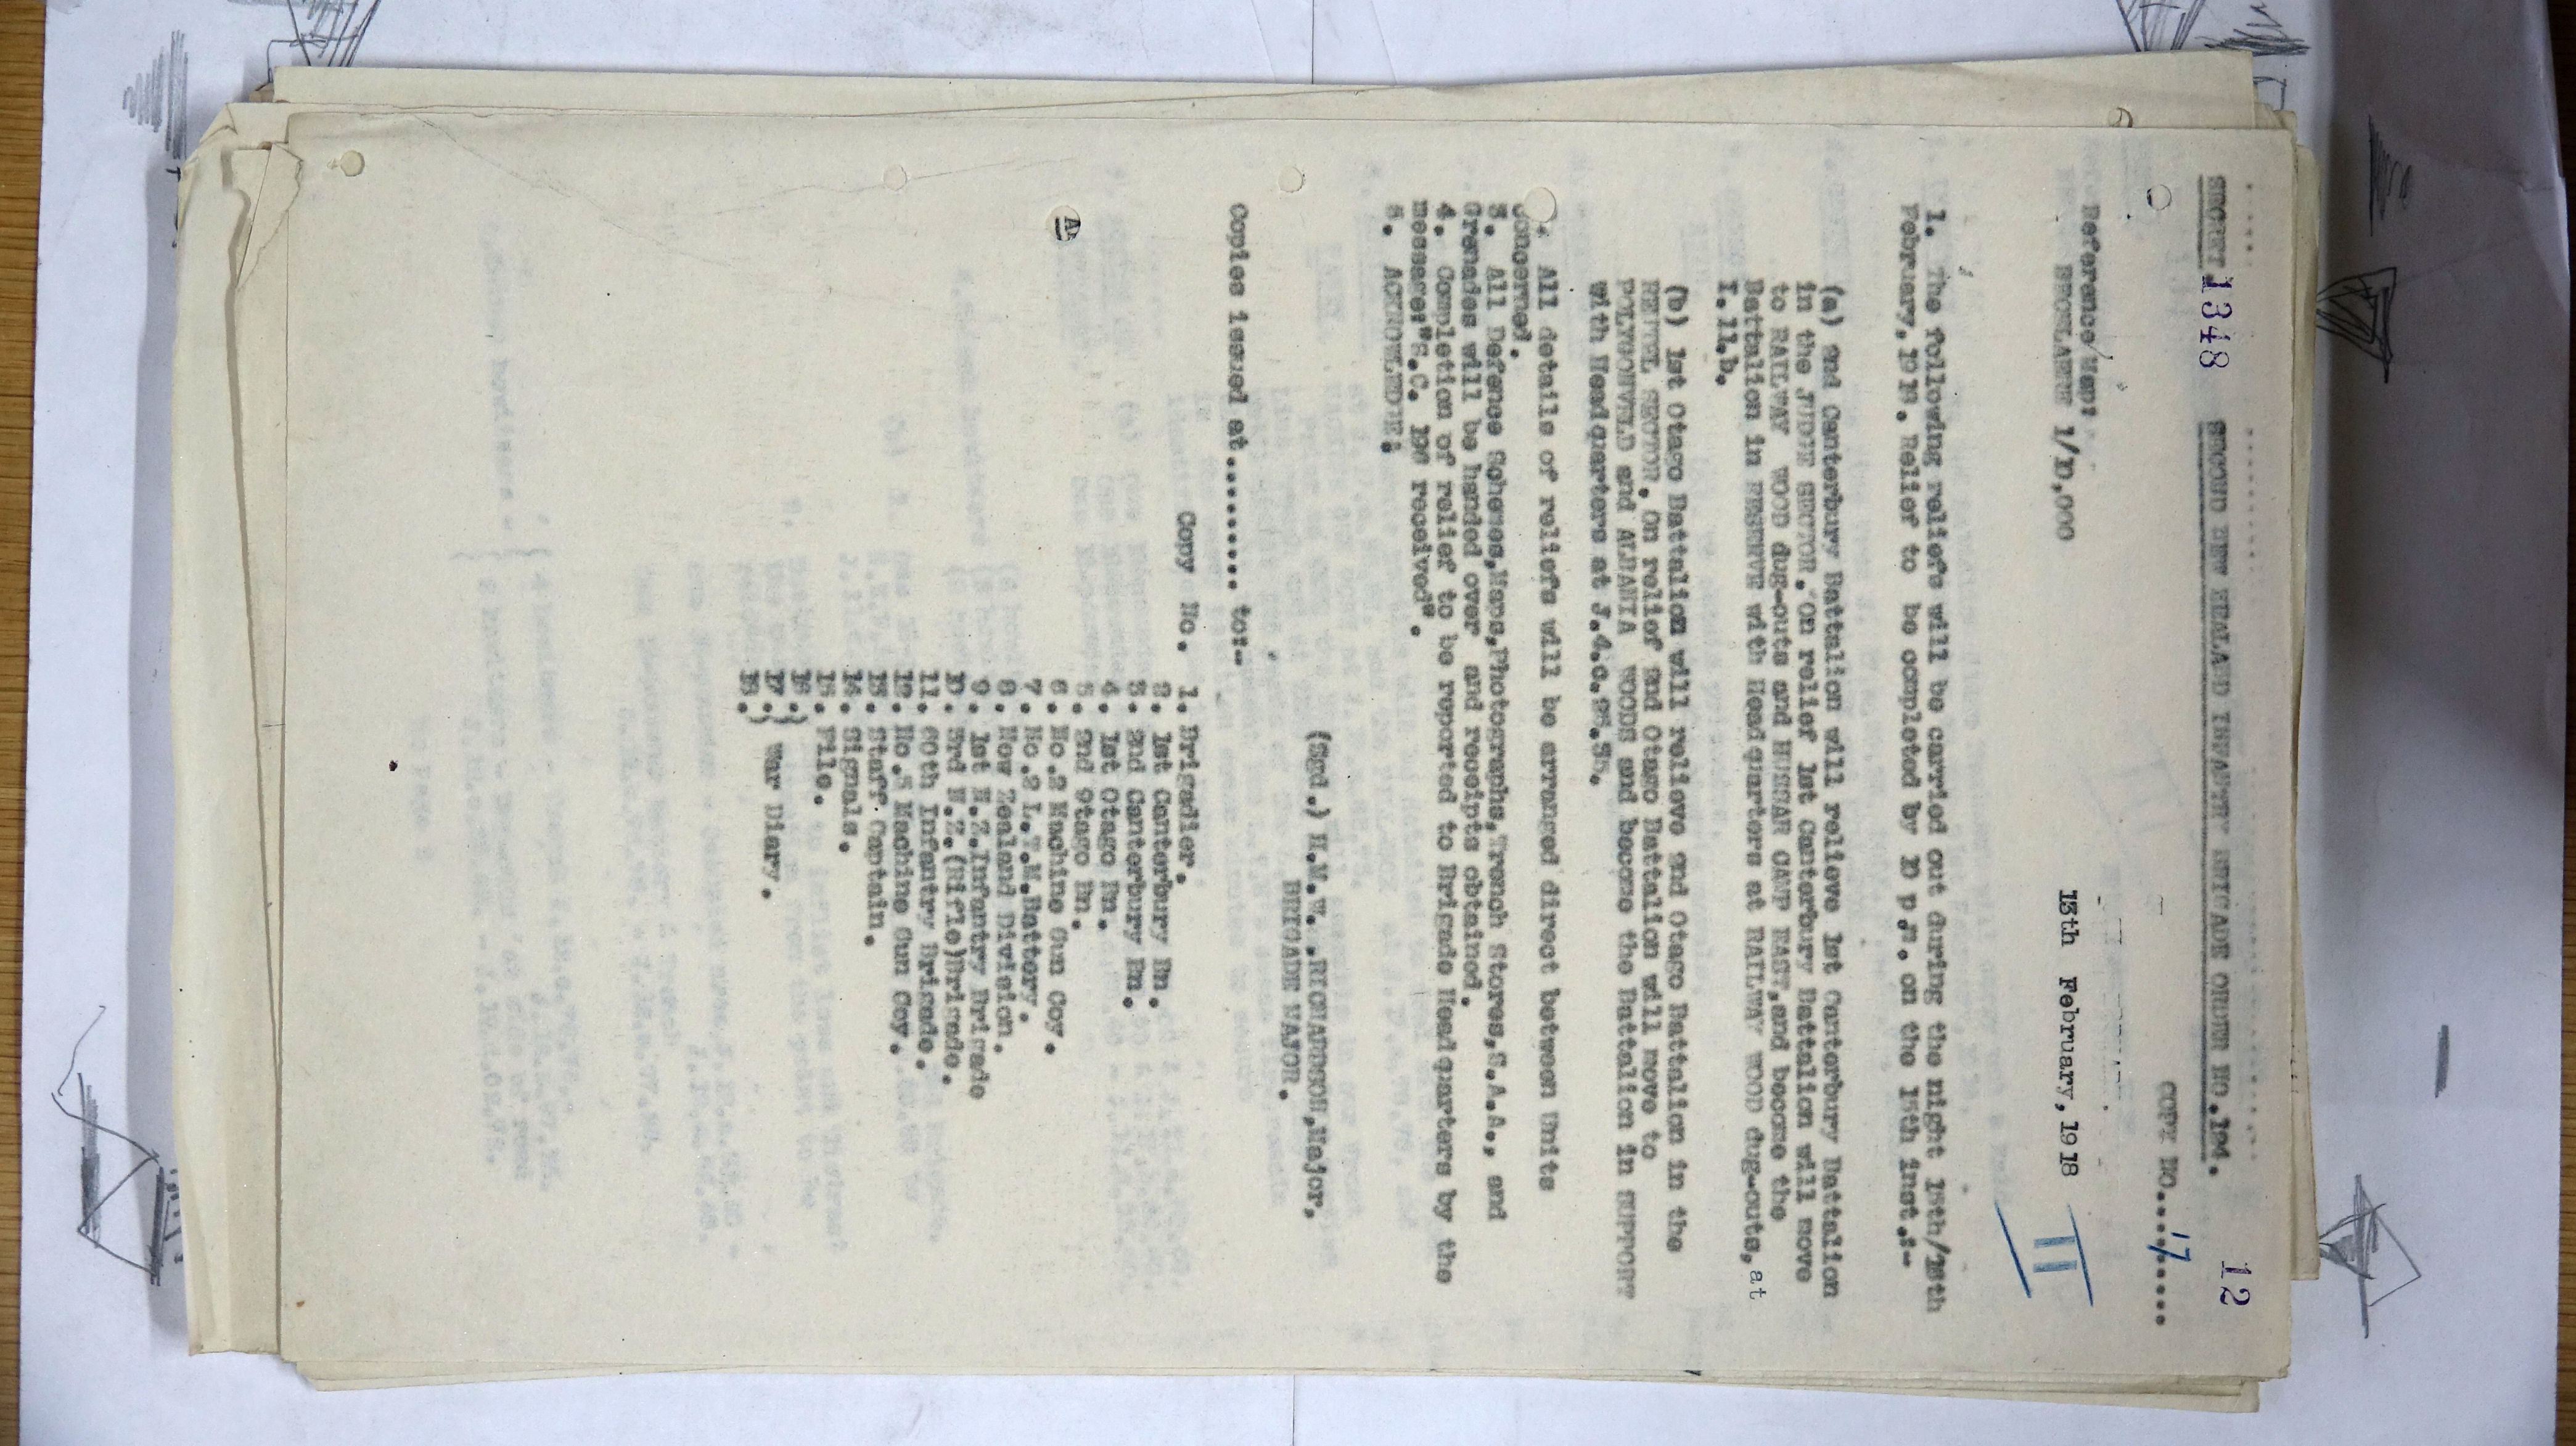 SECRET. 1348 SECOND NEW ZEALAND INFANTRY BRIGADE ORDER NO.194. 12
COPY NO.....17.....
Reference Map:
BECELAERE 1/10,000 13th February, 1918
II
1. The following reliefs will be carried out during the night 15th/16th
February, 1918. Relief to be completed by 10 p.m. on the 15th inst.:-
(a) 2nd Canterbury Battalion will relieve 1st Canterbury Battalion
in the JUDGE SECTOR. On relief 1st Canterbury Battalion will move
to RAILWAY WOOD dug-outs and HUSSAR CAMP EAST, and become the
Battalion in RESERVE with Headquarters at RAILWAY WOOD dug-outs, at
I.11.b.
(b) 1st Otago Battalion will relieve 2nd Otago Battalion in the
REUTEL SECTOR. On relief 2nd Otago Battalion will move to
POLYGONVELD and ALBANIA WOODS and become the Battalion in SUPPORT
with Headquarters at J.4.c.95.35.
2. All details of reliefs will be arranged direct between Units
concerned.
3. All Defence Schemes, Maps, Photographs, Trench Stores, S.A.A., and
Grenades will be handed over and receipts obtained.
4. Completion of relief to be reported to Brigade Headquarters by the
message: "S.C. 196 received".
5. ACKNOWLEDGE:
(Sgd.) H.M.W. RICHARDSON, Major,
BRIGADE MAJOR.
Copies issued at......... to:-
Copy No. 1. Brigadier.
2. 1st Canterbury Bn.
3. 2nd Canterbury Bn.
4. 1st Otago Bn.
5. 2nd Otago Bn.
6. No.2 Machine Gun Coy.
7. No.2 L.T.M.Battery.
8. New Zealand Division.
9. 1st N.Z.Infantry Brigade
10. 3rd N.Z.(Rifle)Brigade.
11. 60th Infantry Brigade.
12. No.3 Machine Gun Coy.
13. Staff Captain.
14. Signals.
15. File.
16.)
17.) War Diary.
18.)